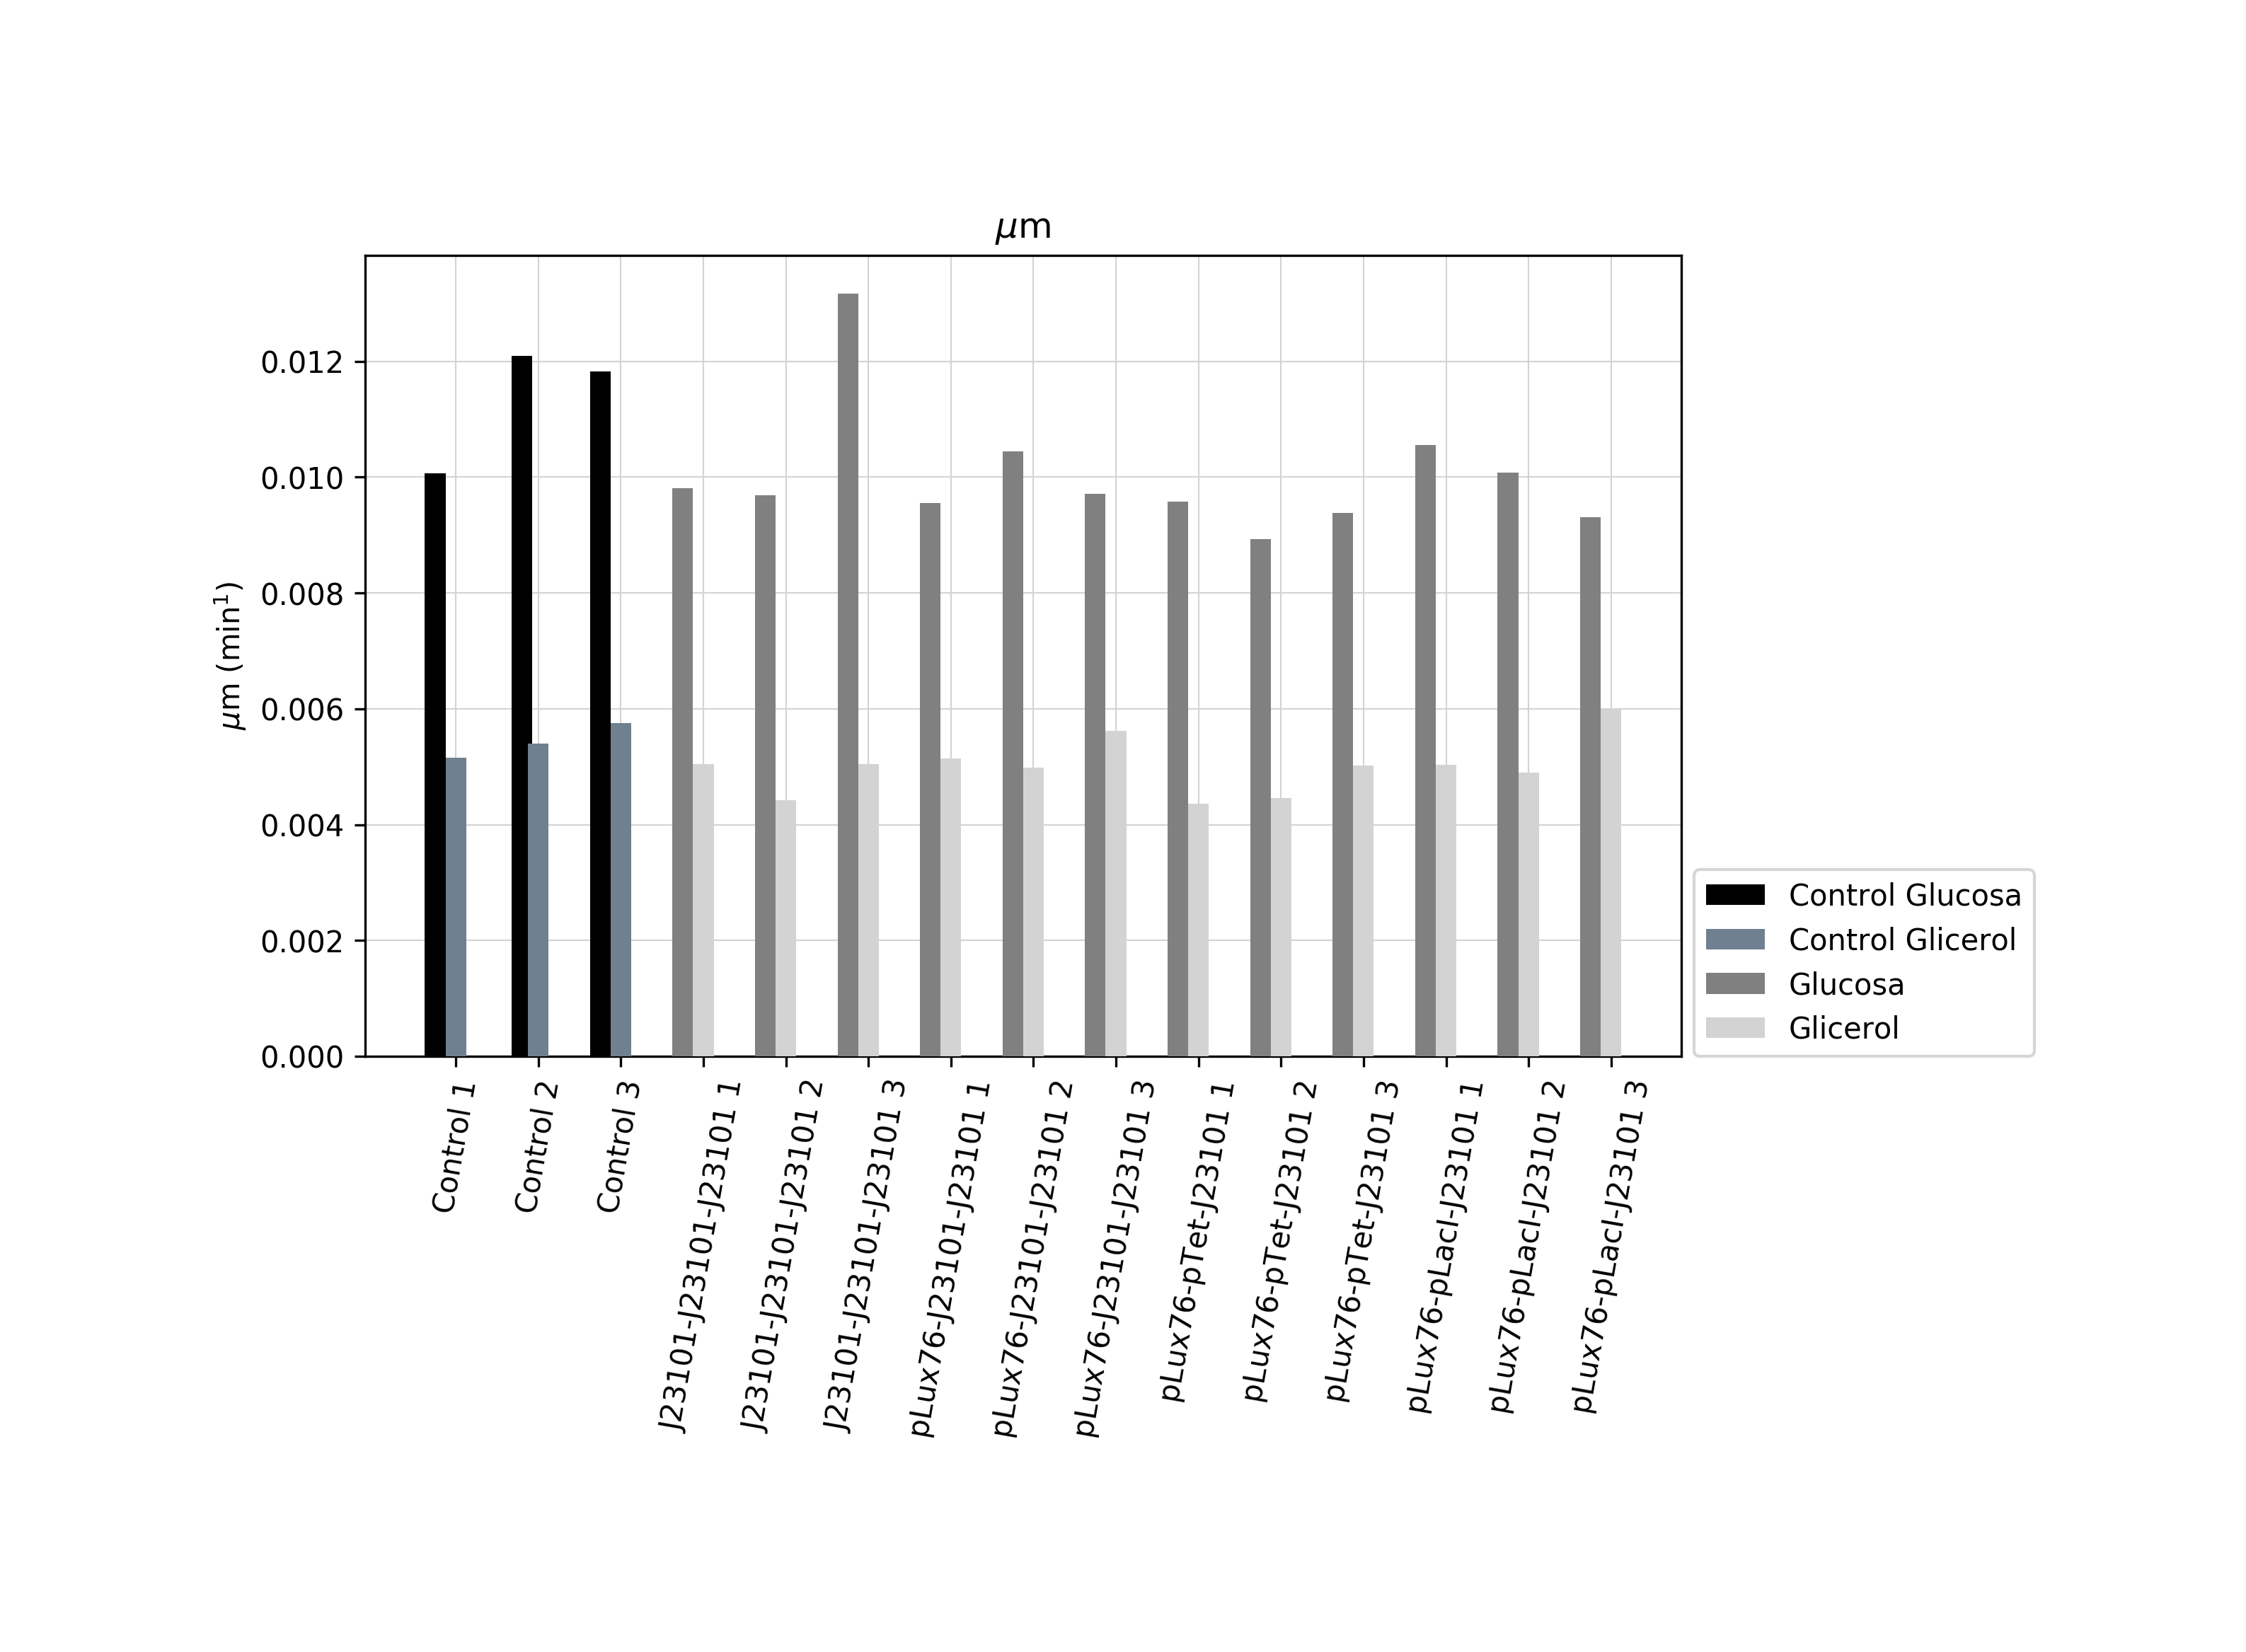 μm
μm (min¹)
0.012
0.010
0.008
0.006
0.004
0.002
0.000
Control 1
Control 2
Control 3
J23101-J23101-J23101 1
J23101-J23101-J23101 2
J23101-J23101-J23101 3
pLux76-J23101-J23101 1
pLux76-J23101-J23101 2
pLux76-J23101-J23101 3
pLux76-pTet-J23101 1
pLux76-pTet-J23101 2
pLux76-pTet-J23101 3
pLux76-pLacI-J23101 1
pLux76-pLacI-J23101 2
pLux76-pLacI-J23101 3
Control Glucosa
Control Glicerol
Glucosa
Glicerol